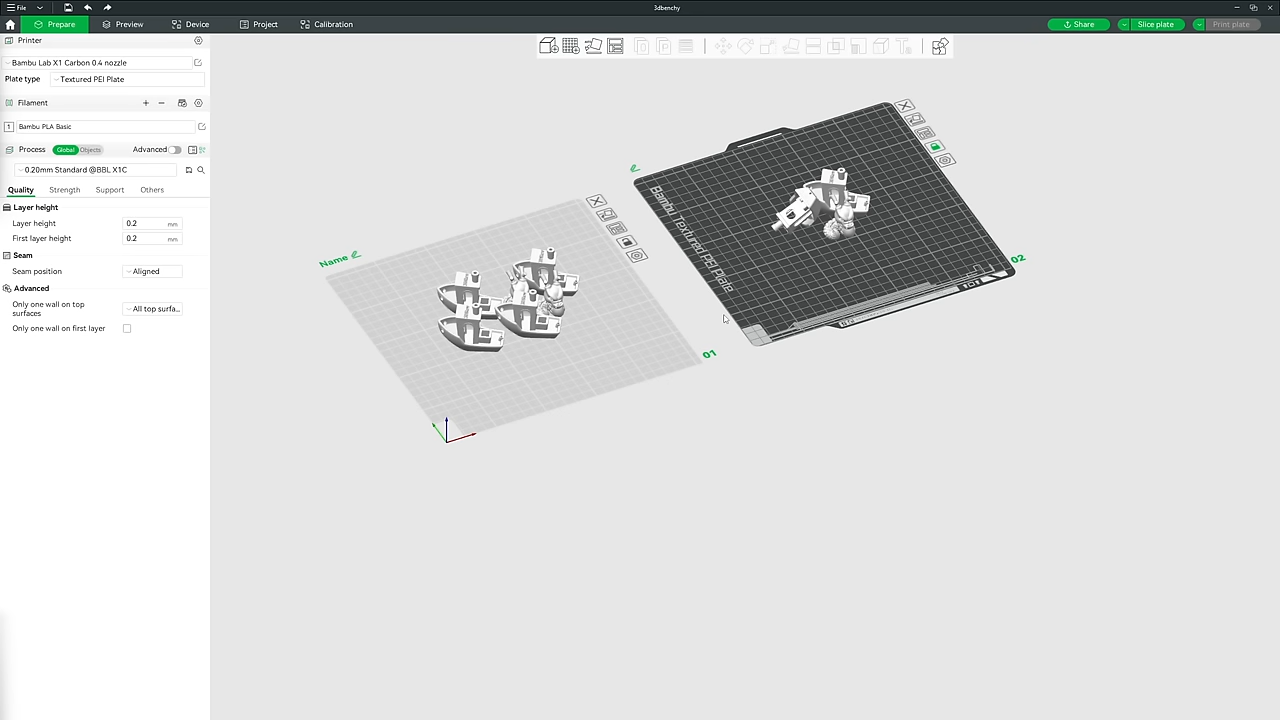 File
3dbenchy
Prepare
Preview
Device
Project
Calibration
Share
Slice plate
Print plate
Printer
Bambu Lab X1 Carbon 0.4 nozzle
Plate type
Textured PEI Plate
Filament
1
Bambu PLA Basic
Process
Global
Objects
Advanced
0.20mm Standard @BBL X1C
Quality
Strength
Support
Others
Layer height
Layer height
0.2
mm
First layer height
0.2
mm
Seam
Seam position
Aligned
Advanced
Only one wall on top
surfaces
All top surfa...
Only one wall on first layer
Name
01
Bambu Textured PEI Plate
02